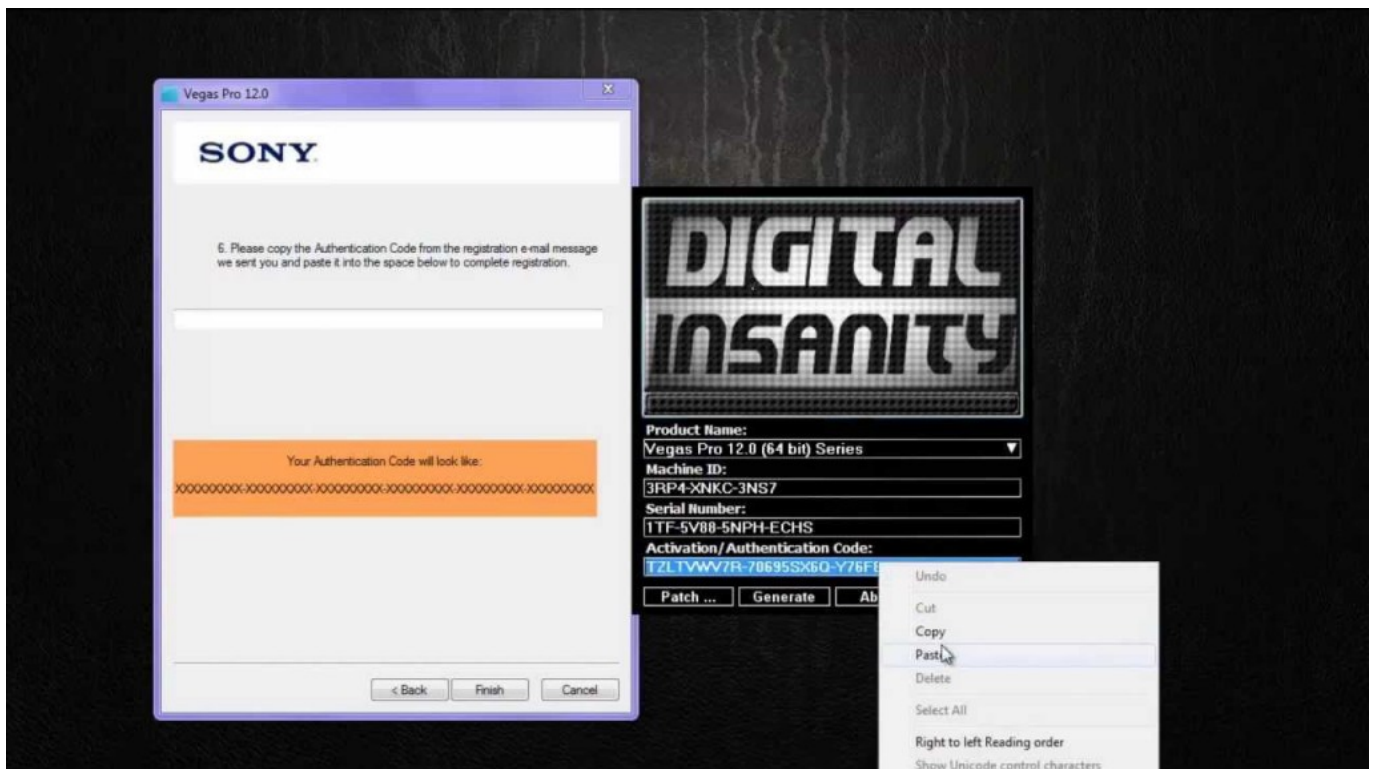 Vegas Pro 12.0
SONY
6. Please copy the Authentication Code from the registration e-mail message
we sent you and paste it into the space below to complete registration.
Your Authentication Code will look like:
XXXXXXXXX-XXXXXXXXX-XXXXXXXXX-XXXXXXXXX-XXXXXXXXX-XXXXXXXXX
< Back
Finish
Cancel
DIGITAL
INSANITY
Product Name:
Vegas Pro 12.0 (64 bit) Series
Machine ID:
3RP4-XNKC-3NS7
Serial Number:
1TF-5V88-5NPH-ECHS
Activation/Authentication Code:
Patch ...
Generate
Undo
Cut
Copy
Delete
Select All
Right to left Reading order
Show Unicode control characters